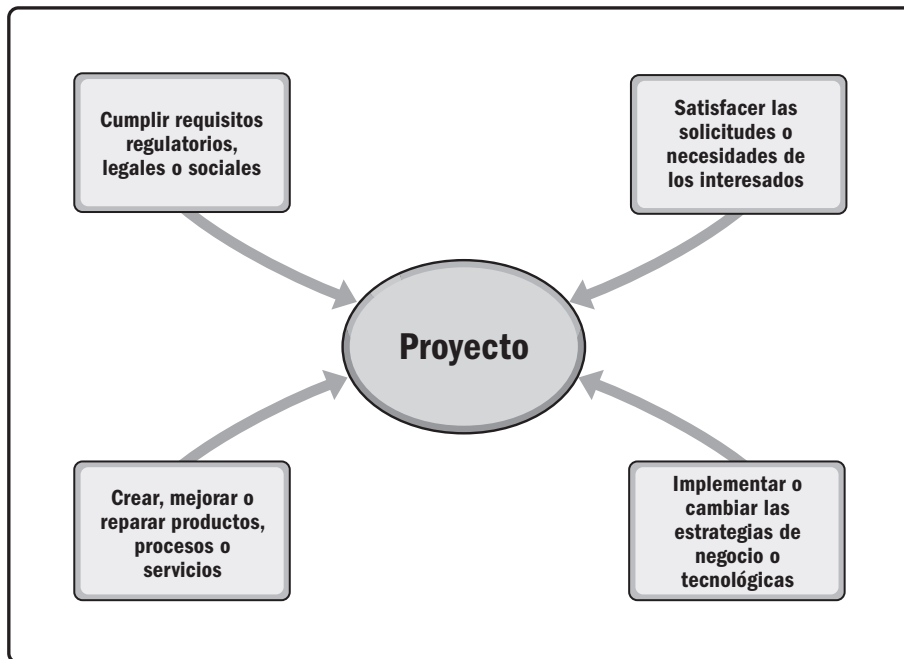 Cumplir requisitos
regulatorios,
legales o sociales
Satisfacer las
solicitudes o
necesidades de
los interesados
Proyecto
Crear, mejorar o
reparar productos,
procesos o
servicios
Implementar o
cambiar las
estrategias de
negocio o
tecnológicas